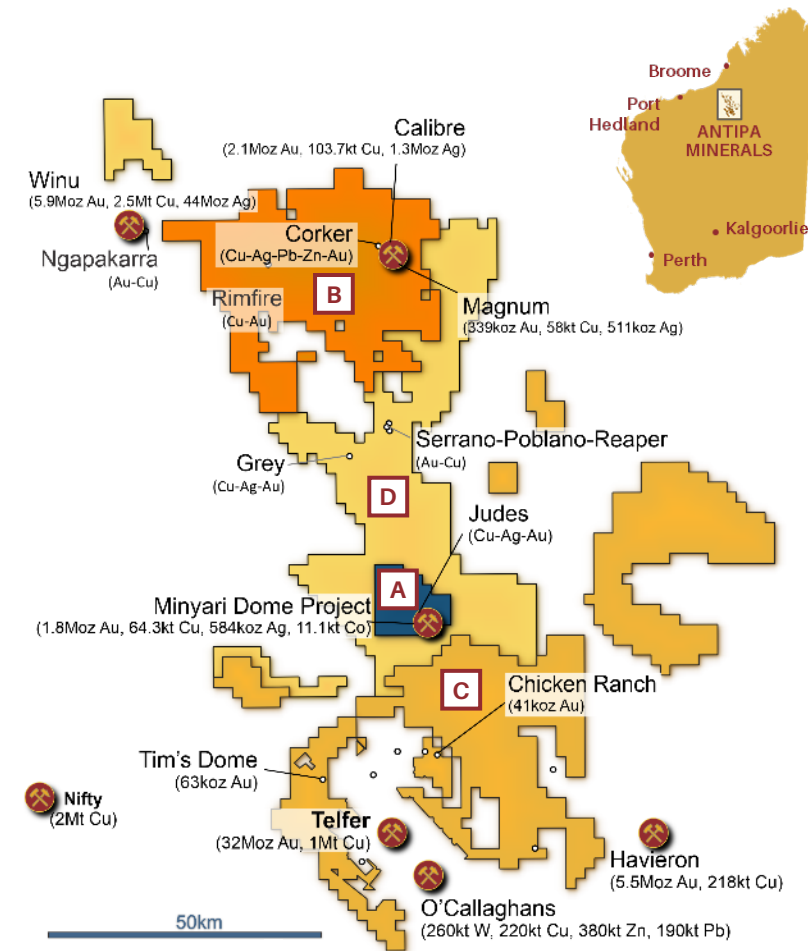 Broome
Port
Hedland
ANTIPA
MINERALS
Kalgoorlie
Perth
Calibre
(2.1Moz Au, 103.7kt Cu, 1.3Moz Ag)
Winu
(5.9Moz Au, 2.5Mt Cu, 44Moz Ag)
Ngapakarra
(Au-Cu)
Corker
(Cu-Ag-Pb-Zn-Au)
B
Rimfire
(Cu-Au)
Magnum
(339koz Au, 58kt Cu, 511koz Ag)
Serrano-Poblano-Reaper
(Au-Cu)
Grey
(Cu-Ag-Au)
D
Judes
(Cu-Ag-Au)
A
Minyari Dome Project
(1.8Moz Au, 64.3kt Cu, 584koz Ag, 11.1kt Co)
C
Chicken Ranch
(41koz Au)
Tim's Dome
(63koz Au)
Nifty
(2Mt Cu)
Telfer
(32Moz Au, 1Mt Cu)
Havieron
(5.5Moz Au, 218kt Cu)
O'Callaghans
(260kt W, 220kt Cu, 380kt Zn, 190kt Pb)
50km